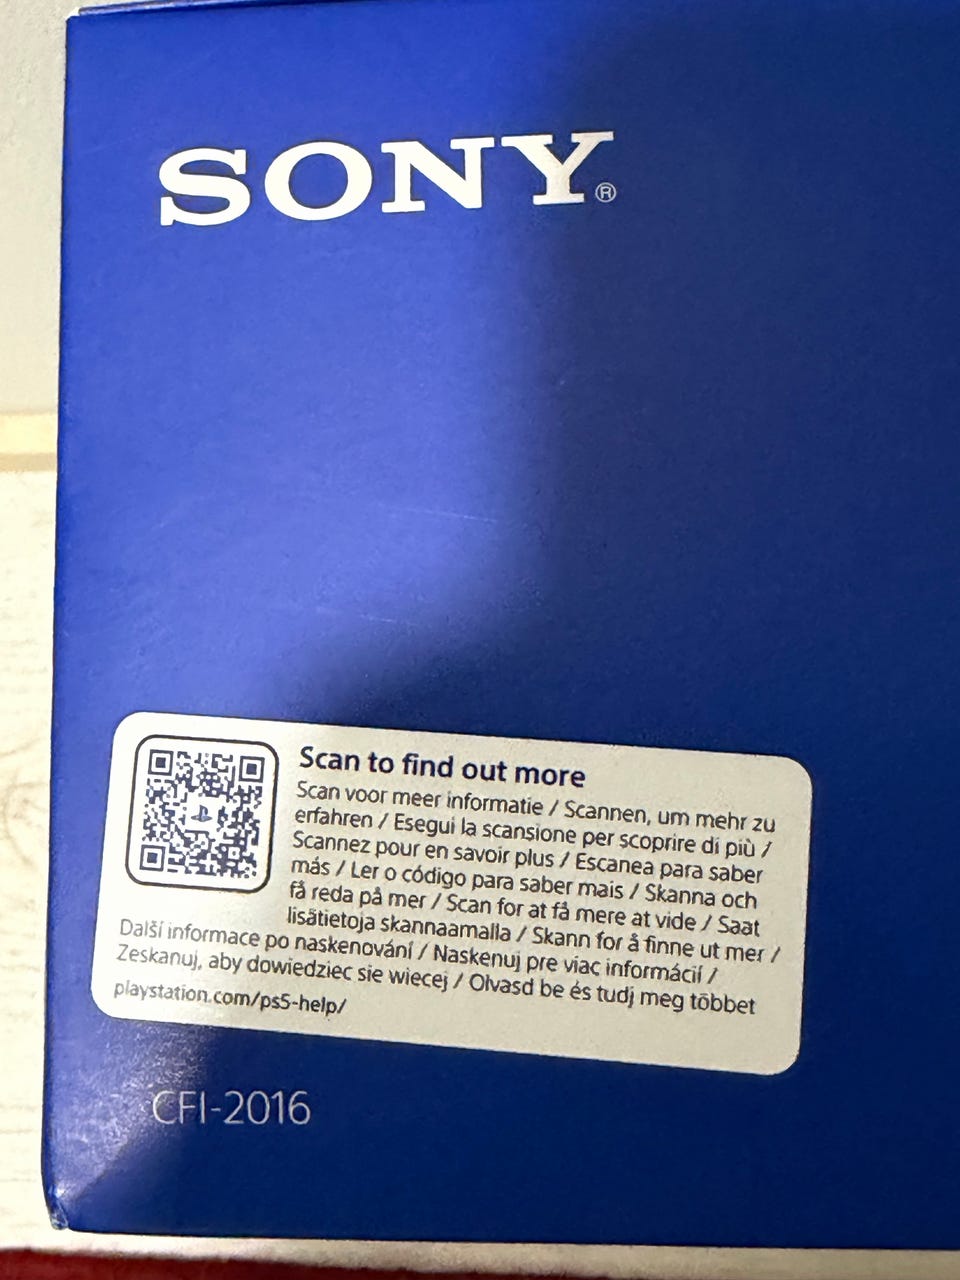 SONY®
Scan to find out more
Scan voor meer informatie / Scannen, um mehr zu
erfahren / Esegui la scansione per scoprire di più /
Scannez pour en savoir plus / Escanea para saber
más / Ler o código para saber mais / Skanna och
få reda på mer / Scan for at få mere at vide / Saat
lisätietoja skannaamalla / Skann for å finne ut mer /
Další informace po naskenování / Naskenuj pre viac informácií /
Zeskanuj, aby dowiedziec sie wiecej / Olvasd be és tudj meg többet
playstation.com/ps5-help/
CFI-2016